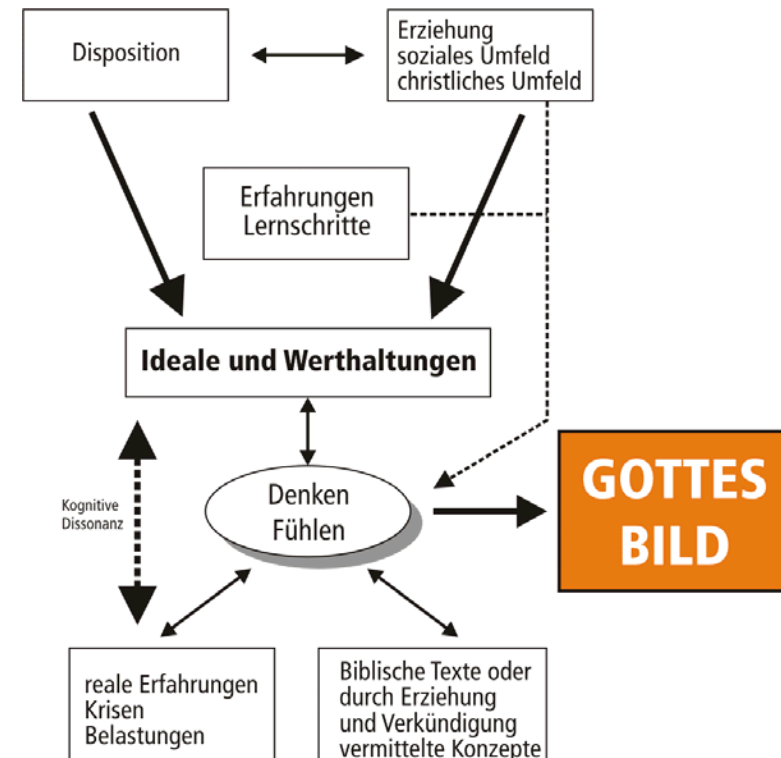 Disposition
Erziehung
soziales Umfeld
christliches Umfeld
Erfahrungen
Lernschritte
Ideale und Werthaltungen
Kognitive
Dissonanz
Denken
Fühlen
GOTTES
BILD
reale Erfahrungen
Krisen
Belastungen
Biblische Texte oder
durch Erziehung
und Verkündigung
vermittelte Konzepte